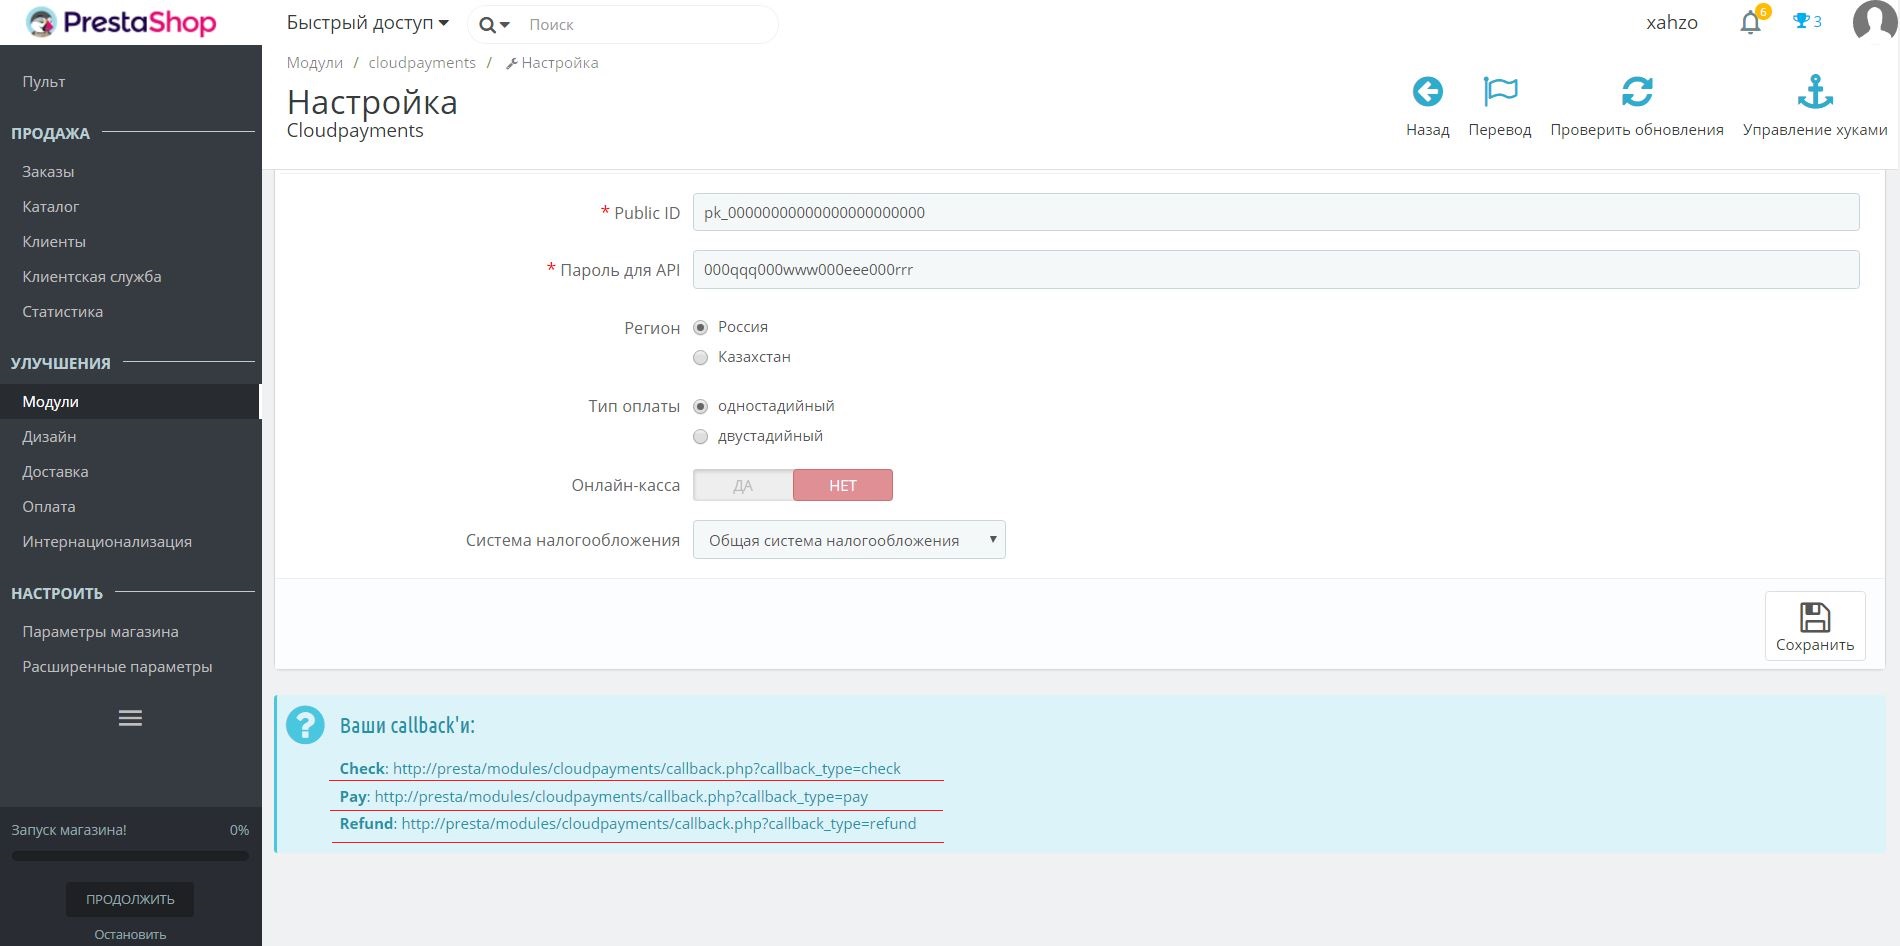 PrestaShop
Быстрый доступ
Поиск
xahzo
6
3
Модули / cloudpayments / Настройка
Настройка
Cloudpayments
Назад
Перевод
Проверить обновления
Управление хуками
Пульт
ПРОДАЖА
Заказы
Каталог
Клиенты
Клиентская служба
Статистика
УЛУЧШЕНИЯ
Модули
Дизайн
Доставка
Оплата
Интернационализация
НАСТРОИТЬ
Параметры магазина
Расширенные параметры
Запуск магазина! 0%
ПРОДОЛЖИТЬ
Остановить
* Public ID pk_00000000000000000000000
* Пароль для API 000qqq000www000eee000rrr
Регион Россия
Казахстан
Тип оплаты одностадийный
двустадийный
Онлайн-касса ДА НЕТ
Система налогообложения Общая система налогообложения
Сохранить
Ваши callback'и:
Check: http://presta/modules/cloudpayments/callback.php?callback_type=check
Pay: http://presta/modules/cloudpayments/callback.php?callback_type=pay
Refund: http://presta/modules/cloudpayments/callback.php?callback_type=refund